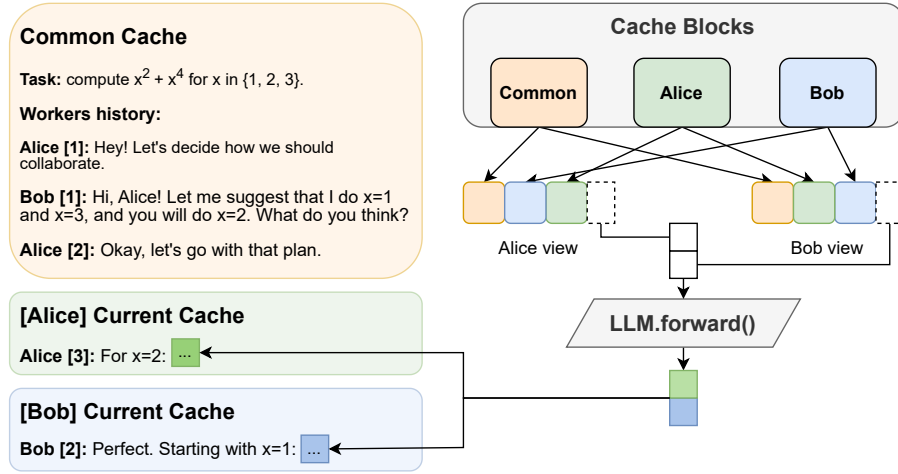 Common Cache
Task: compute x² + x⁴ for x in {1, 2, 3}.
Workers history:
Alice [1]: Hey! Let's decide how we should
collaborate.
Bob [1]: Hi, Alice! Let me suggest that I do x=1
and x=3, and you will do x=2. What do you think?
Alice [2]: Okay, let's go with that plan.
[Alice] Current Cache
Alice [3]: For x=2: ...
[Bob] Current Cache
Bob [2]: Perfect. Starting with x=1: ...
Cache Blocks
Common
Alice
Bob
Alice view
Bob view
LLM.forward()